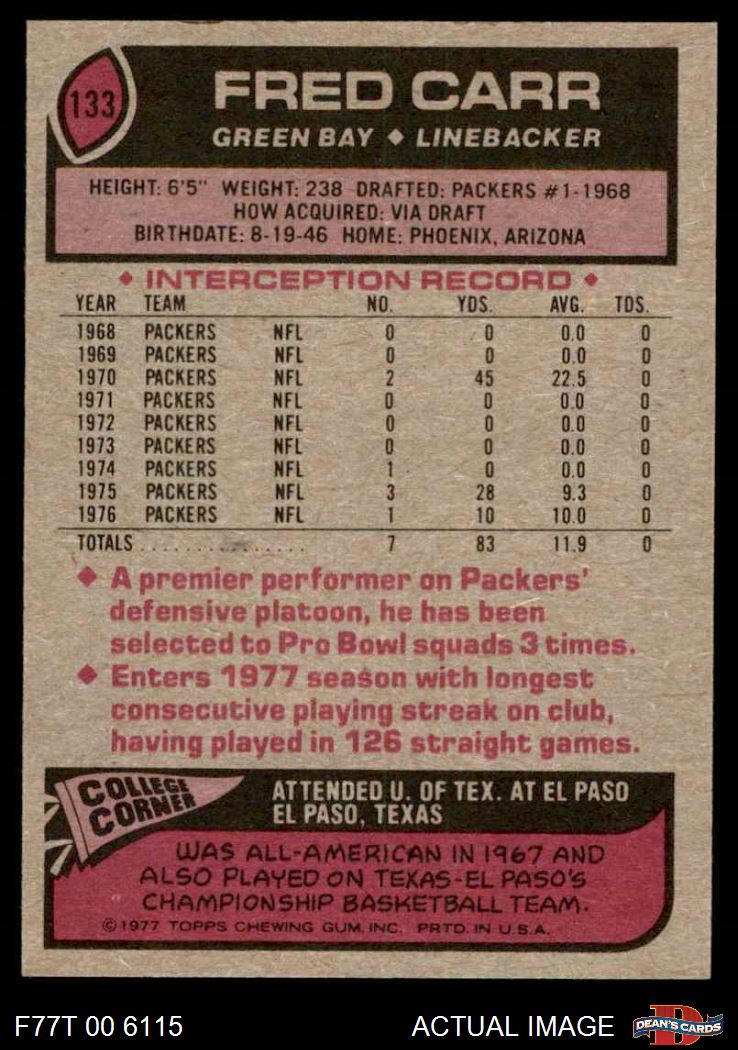 133
FRED CARR
GREEN BAY ◆ LINEBACKER
HEIGHT: 6'5" WEIGHT: 238 DRAFTED: PACKERS #1-1968
HOW ACQUIRED: VIA DRAFT
BIRTHDATE: 8-19-46 HOME: PHOENIX, ARIZONA
◆ INTERCEPTION RECORD ◆
YEAR TEAM NO. YDS. AVG. TDS.
1968 PACKERS NFL 0 0 0.0 0
1969 PACKERS NFL 0 0 0.0 0
1970 PACKERS NFL 2 45 22.5 0
1971 PACKERS NFL 0 0 0.0 0
1972 PACKERS NFL 0 0 0.0 0
1973 PACKERS NFL 0 0 0.0 0
1974 PACKERS NFL 1 0 0.0 0
1975 PACKERS NFL 3 28 9.3 0
1976 PACKERS NFL 1 10 10.0 0
TOTALS................ 7 83 11.9 0
◆ A premier performer on Packers'
defensive platoon, he has been
selected to Pro Bowl squads 3 times.
◆ Enters 1977 season with longest
consecutive playing streak on club,
having played in 126 straight games.
COLLEGE
CORNER
ATTENDED U. OF TEX. AT EL PASO
EL PASO, TEXAS
WAS ALL-AMERICAN IN 1967 AND
ALSO PLAYED ON TEXAS-EL PASO'S
CHAMPIONSHIP BASKETBALL TEAM.
©1977 TOPPS CHEWING GUM, INC. PRTD. IN U.S.A.
F77T 00 6115
ACTUAL IMAGE
D
DEAN'S CARDS